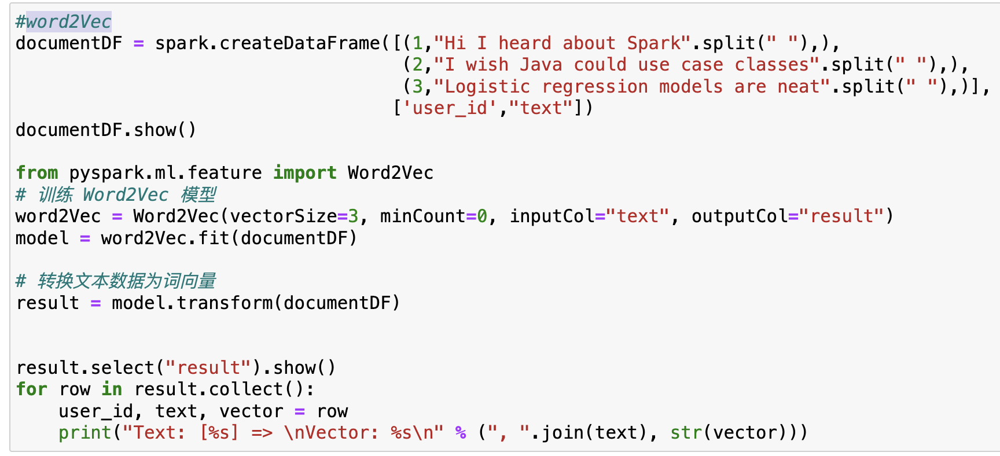 #word2Vec
documentDF = spark.createDataFrame([(1,"Hi I heard about Spark".split(" "),),
                                    (2,"I wish Java could use case classes".split(" "),),
                                    (3,"Logistic regression models are neat".split(" "),)],
                                   ['user_id',"text"])
documentDF.show()

from pyspark.ml.feature import Word2Vec
# 训练 Word2Vec 模型
word2Vec = Word2Vec(vectorSize=3, minCount=0, inputCol="text", outputCol="result")
model = word2Vec.fit(documentDF)

# 转换文本数据为词向量
result = model.transform(documentDF)


result.select("result").show()
for row in result.collect():
    user_id, text, vector = row
    print("Text: [%s] => \nVector: %s\n" % (", ".join(text), str(vector)))